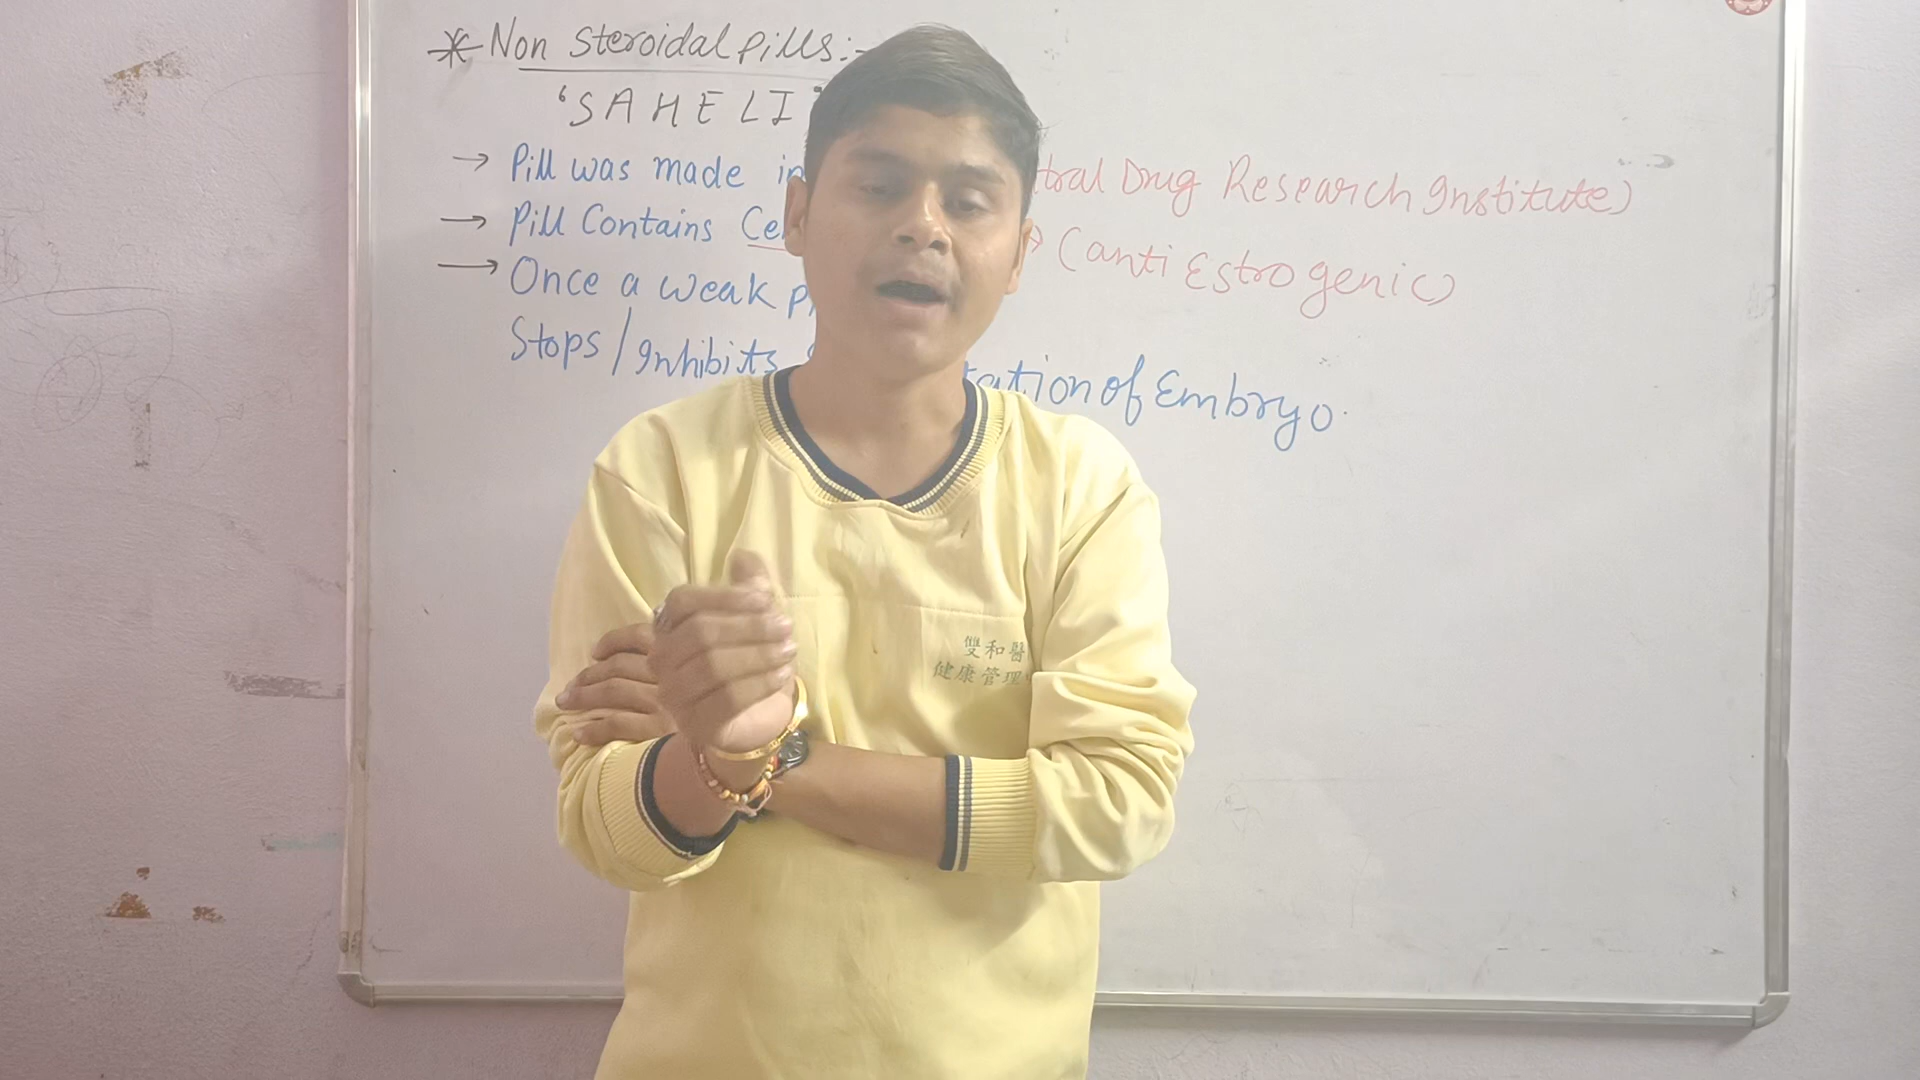 * Non Steroidal Pills:-
'SAHELI'
→ Pill was made in tral Drug Research Institute)
→ Pill Contains Ce → (anti Estrogenic)
→ Once a weak p
Stops / Inhibits tation of Embryo.
雙和醫
健康管理